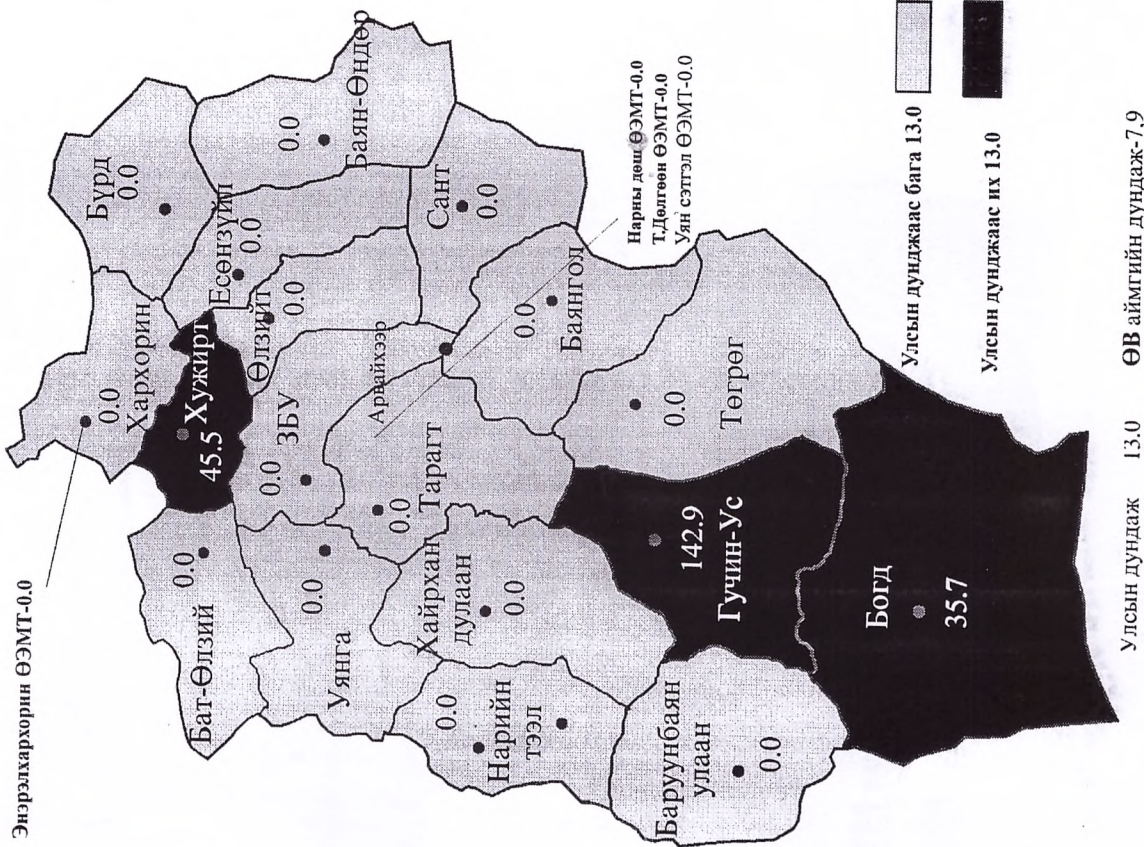 Энэрэлхархорин ӨЭМТ-0.0
Бүрд
0.0
Хархорин
0.0
Бат-Өлзий
0.0
Хужирт
45.5
Есөнзүйл
0.0
0.0
Баян-Өндөр
Өлзийт
0.0
Уянга
0.0
ЗБУ
0.0
Сант
0.0
Арвайхээр
Тарагт
0.0
Хайрхан
дулаан
0.0
0.0
Нарийн
тээл
0.0
Баянгол
Нарны дөш ӨЭМТ-0.0
Т.Дөлгөөн ӨЭМТ-0.0
Уян сэтгэл ӨЭМТ-0.0
0.0
Төгрөг
142.9
Гучин-Ус
Баруунбаян
улаан
0.0
Богд
35.7
Улсын дунджаас бага 13.0
Улсын дунджаас их 13.0
Улсын дундаж 13.0 ӨВ аймгийн дундаж-7.9